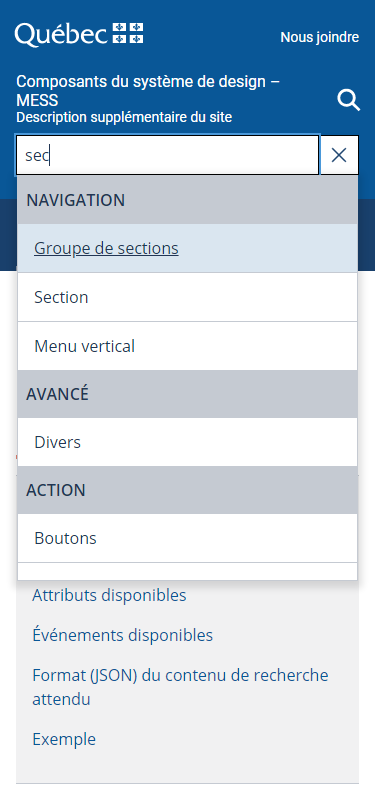 Québec
Nous joindre
Composants du système de design –
MESS
Description supplémentaire du site
sec
NAVIGATION
Groupe de sections
Section
Menu vertical
AVANCÉ
Divers
ACTION
Boutons
Attributs disponibles
Événements disponibles
Format (JSON) du contenu de recherche
attendu
Exemple